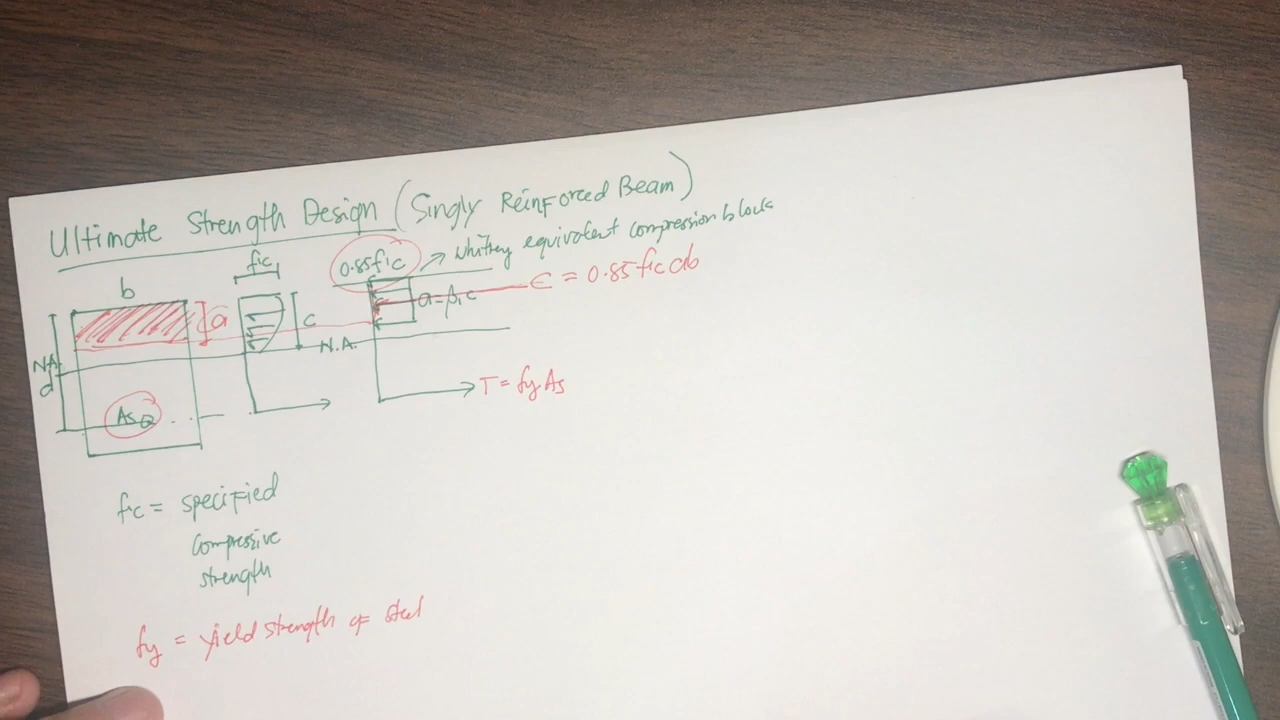 Ultimate Strength Design (Singly Reinforced Beam)
f'c
0.85f'c
Whitney equivalent compression block
b
a
c
a=β1c
C = 0.85f'c ab
N.A.
N.A.
d
As
T = fy As
f'c = specified
compressive
strength
fy = yield strength of steel